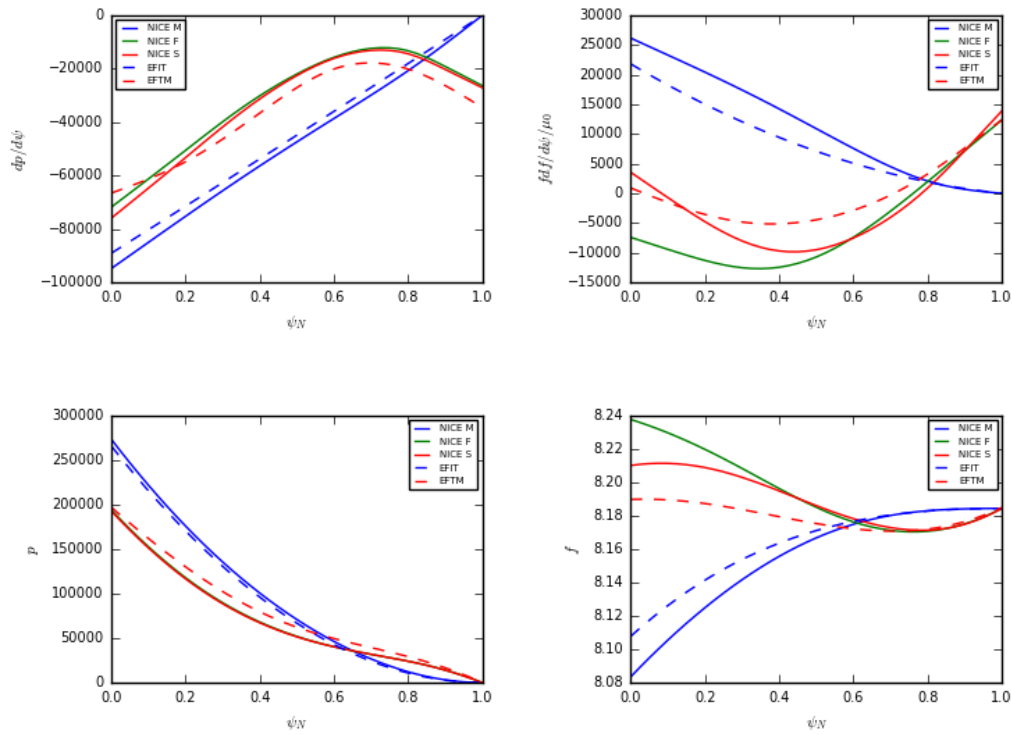 0
−20000
−40000
−60000
−80000
−100000
dp/dψ
NICE M
NICE F
NICE S
EFIT
EFTM
0.0 0.2 0.4 0.6 0.8 1.0
ψ_N
30000
25000
20000
15000
10000
5000
0
−5000
−10000
−15000
fdf/dψ/μ₀
NICE M
NICE F
NICE S
EFIT
EFTM
0.0 0.2 0.4 0.6 0.8 1.0
ψ_N
300000
250000
200000
150000
100000
50000
0
p
NICE M
NICE F
NICE S
EFIT
EFTM
0.0 0.2 0.4 0.6 0.8 1.0
ψ_N
8.24
8.22
8.20
8.18
8.16
8.14
8.12
8.10
8.08
f
NICE M
NICE F
NICE S
EFIT
EFTM
0.0 0.2 0.4 0.6 0.8 1.0
ψ_N